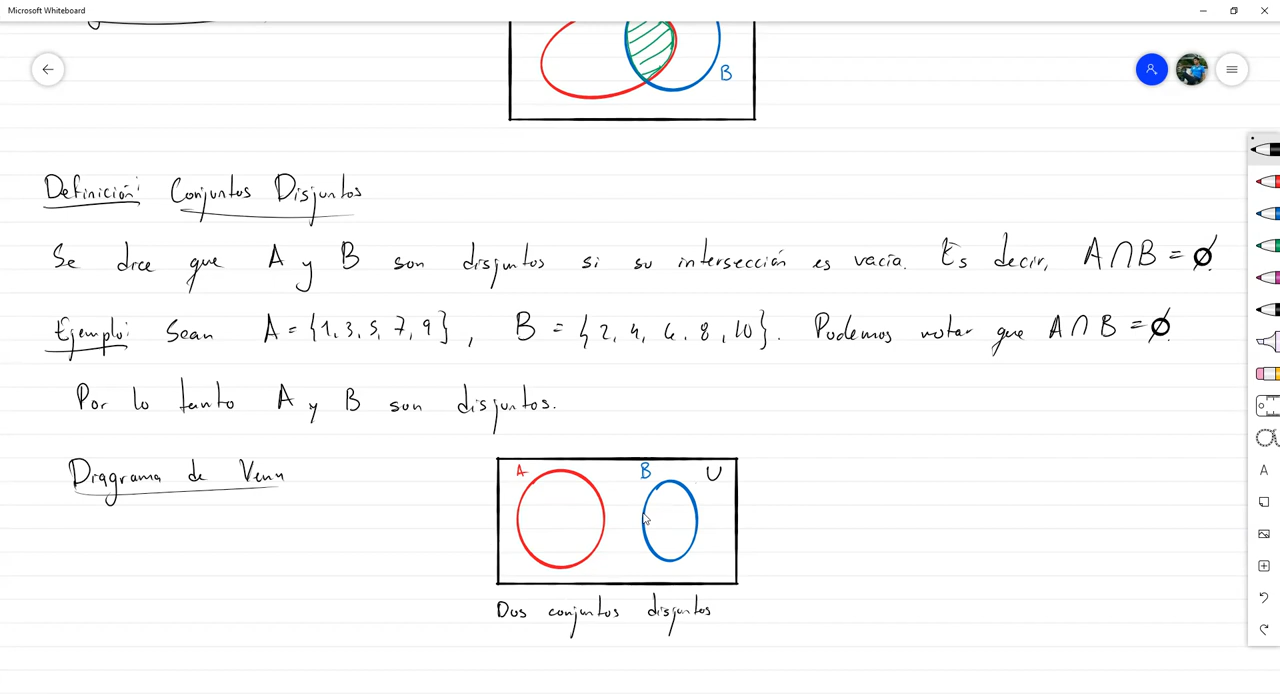 Microsoft Whiteboard
B
Definición: Conjuntos Disjuntos
Se dice que A y B son disjuntos si su intersección es vacía. Es decir, A ∩ B = ∅.
Ejemplo: Sean A = {1, 3, 5, 7, 9}, B = {2, 4, 6, 8, 10}. Podemos notar que A ∩ B = ∅.
Por lo tanto A y B son disjuntos.
Diagrama de Venn
A B U
Dos conjuntos disjuntos
A